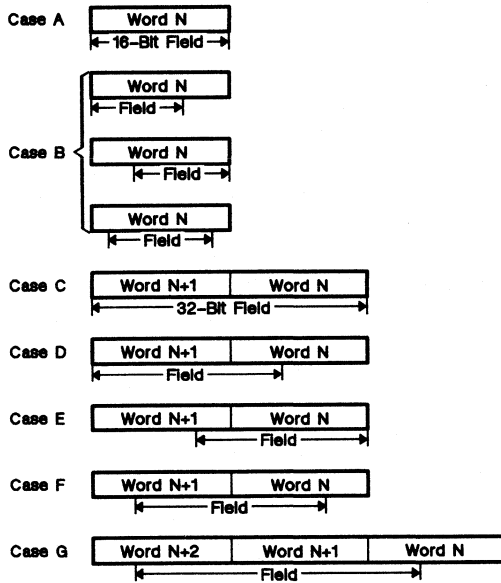 Case A Word N
16-Bit Field
Word N
Field
Case B Word N
Field
Word N
Field
Case C Word N+1 Word N
32-Bit Field
Case D Word N+1 Word N
Field
Case E Word N+1 Word N
Field
Case F Word N+1 Word N
Field
Case G Word N+2 Word N+1 Word N
Field